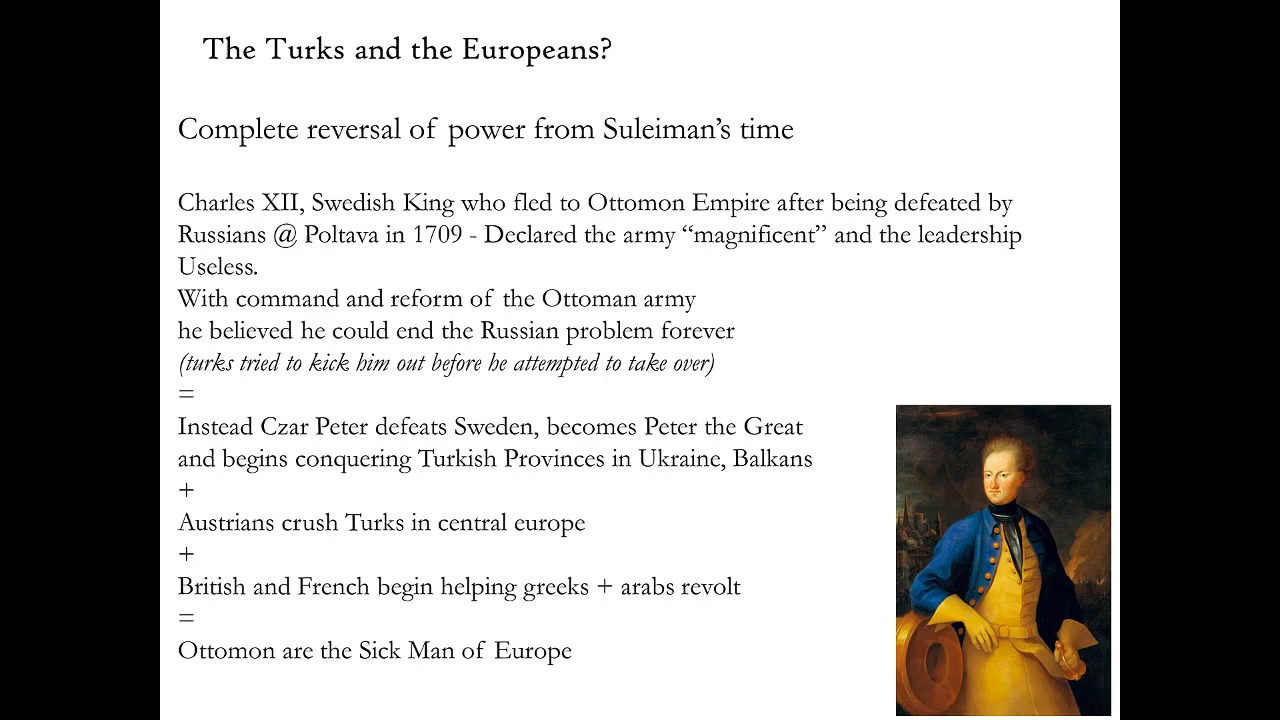 The Turks and the Europeans?
Complete reversal of power from Suleiman’s time
Charles XII, Swedish King who fled to Ottomon Empire after being defeated by
Russians @ Poltava in 1709 - Declared the army “magnificent” and the leadership
Useless.
With command and reform of the Ottoman army
he believed he could end the Russian problem forever
(turks tried to kick him out before he attempted to take over)
=
Instead Czar Peter defeats Sweden, becomes Peter the Great
and begins conquering Turkish Provinces in Ukraine, Balkans
+
Austrians crush Turks in central europe
+
British and French begin helping greeks + arabs revolt
=
Ottomon are the Sick Man of Europe